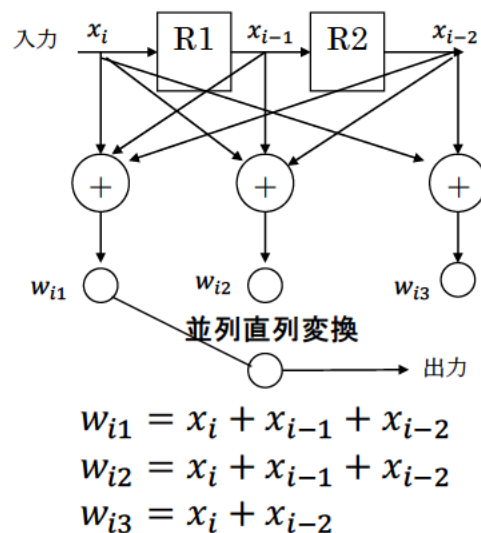 入力 x_i R1 x_{i-1} R2 x_{i-2}
+ + +
w_{i1} w_{i2} w_{i3}
並列直列変換
出力
w_{i1} = x_i + x_{i-1} + x_{i-2}
w_{i2} = x_i + x_{i-1} + x_{i-2}
w_{i3} = x_i + x_{i-2}